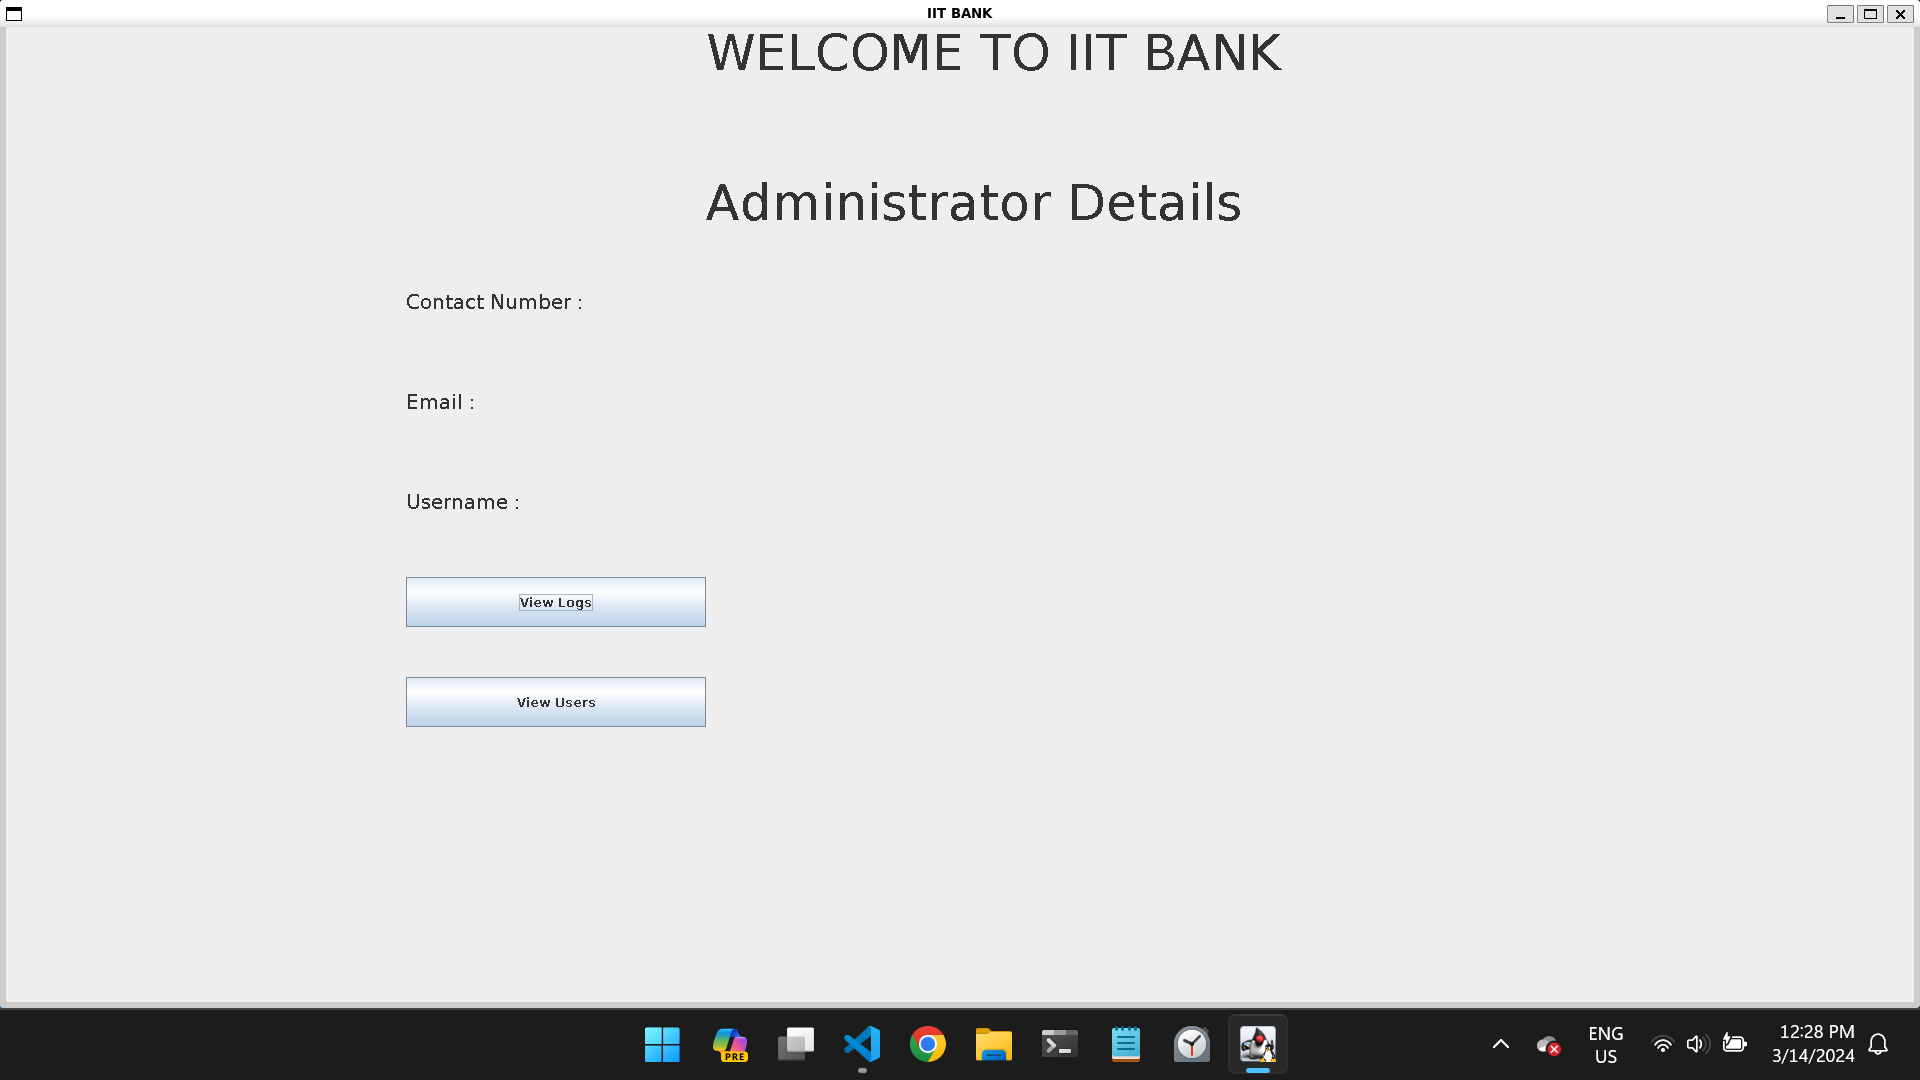 IIT BANK
WELCOME TO IIT BANK
Administrator Details
Contact Number :
Email :
Username :
View Logs
View Users
PRE
ENG
US
12:28 PM
3/14/2024